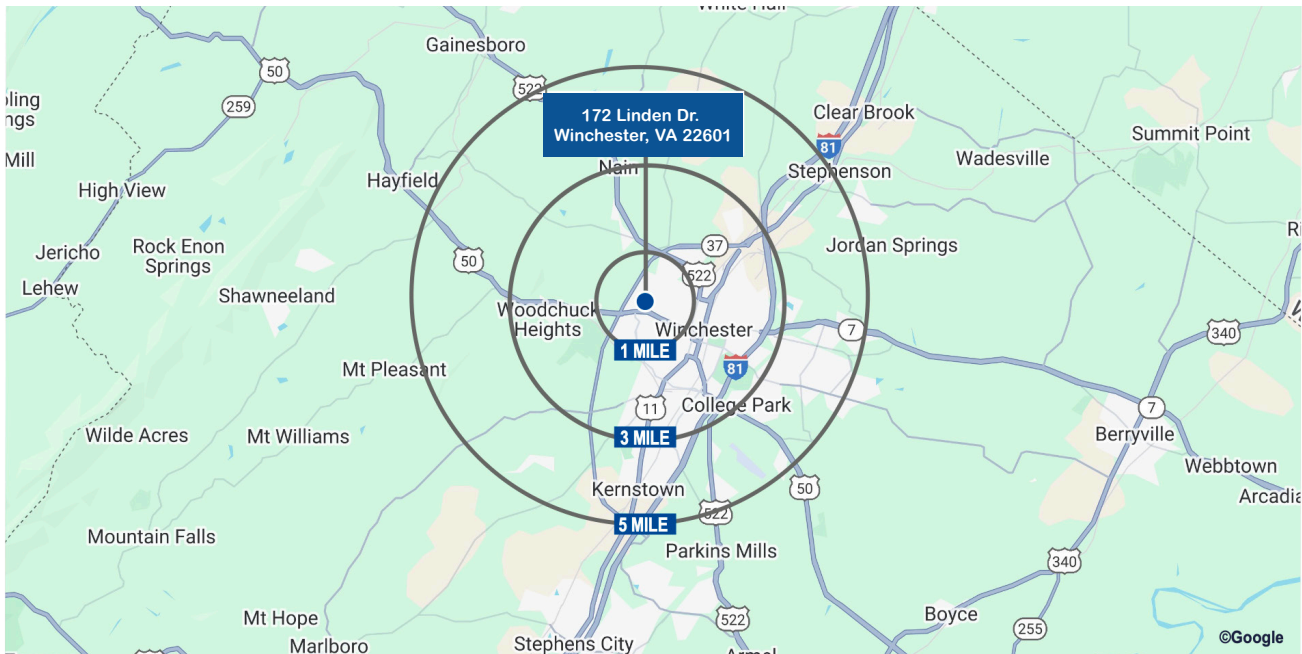 White Hall
Gainesboro
50
522
259
172 Linden Dr.
Winchester, VA 22601
Clear Brook
81
Summit Point
Wadesville
Mill
Nain
Stephenson
Hayfield
High View
37
Jordan Springs
Rock Enon
Springs
Jericho
50
522
Lehew
Shawneeland
Woodchuck
Heights
Winchester
7
340
1 MILE
81
Mt Pleasant
11
College Park
7
Wilde Acres
Mt Williams
3 MILE
Berryville
Webbtown
Kernstown
50
Arcadia
522
5 MILE
Mountain Falls
Parkins Mills
340
Mt Hope
522
Boyce
255
Marlboro
Stephens City
©Google